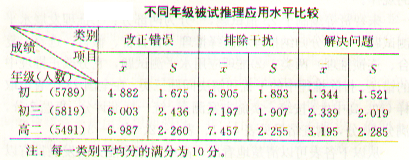 不同年级被试推理应用水平比较
类别 改正错误 排除干扰 解决问题
成绩 项目
年级(人数) x̄ S x̄ S x̄ S
初一(5789) 4.882 1.675 6.905 1.893 1.344 1.521
初三(5819) 6.003 2.436 7.197 1.907 2.339 2.019
高二(5491) 6.987 2.260 7.457 2.255 3.195 2.285
注:每一类别平均分的满分为10分。